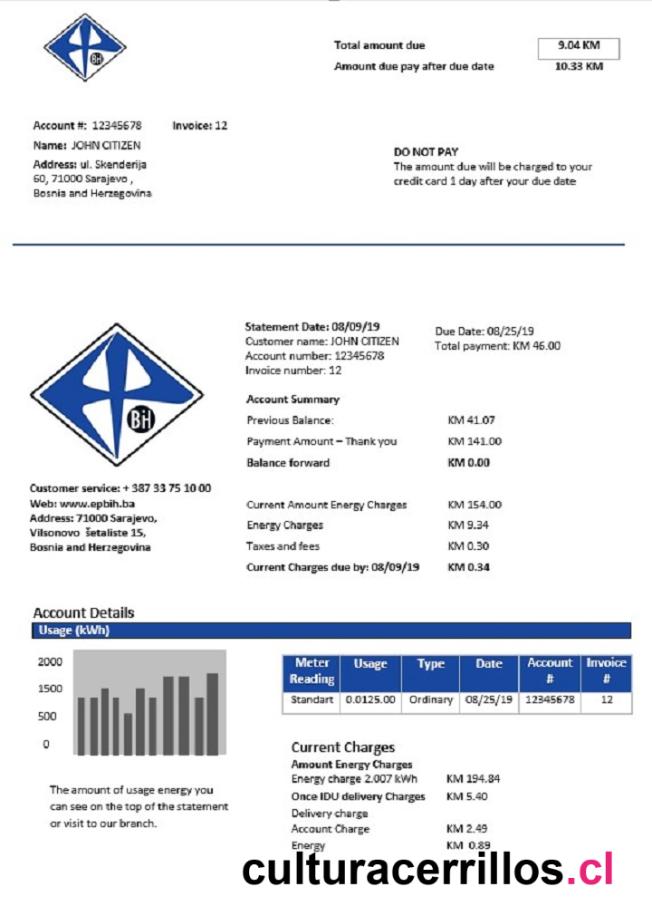 BiH
Total amount due 9.04 KM
Amount due pay after due date 10.33 KM
Account #: 12345678 Invoice: 12
Name: JOHN CITIZEN
Address: ul. Skenderija
60, 71000 Sarajevo ,
Bosnia and Herzegovina
DO NOT PAY
The amount due will be charged to your
credit card 1 day after your due date
BiH
Customer service: + 387 33 75 10 00
Web: www.epbih.ba
Address: 71000 Sarajevo,
Vilsonovo šetaliste 15,
Bosnia and Herzegovina
Statement Date: 08/09/19
Customer name: JOHN CITIZEN
Account number: 12345678
Invoice number: 12
Due Date: 08/25/19
Total payment: KM 46.00
Account Summary
Previous Balance: KM 41.07
Payment Amount – Thank you KM 141.00
Balance forward KM 0.00
Current Amount Energy Charges KM 154.00
Energy Charges KM 9.34
Taxes and fees KM 0.30
Current Charges due by: 08/09/19 KM 0.34
Account Details
Usage (kWh)
2000
1500
500
0
The amount of usage energy you
can see on the top of the statement
or visit to our branch.
Meter Reading Usage Type Date Account # Invoice #
Standart 0.0125.00 Ordinary 08/25/19 12345678 12
Current Charges
Amount Energy Charges
Energy charge 2.007 kWh KM 194.84
Once IDU delivery Charges KM 5.40
Delivery charge
Account Charge KM 2.49
Energy KM 0.89
culturacerrillos.cl